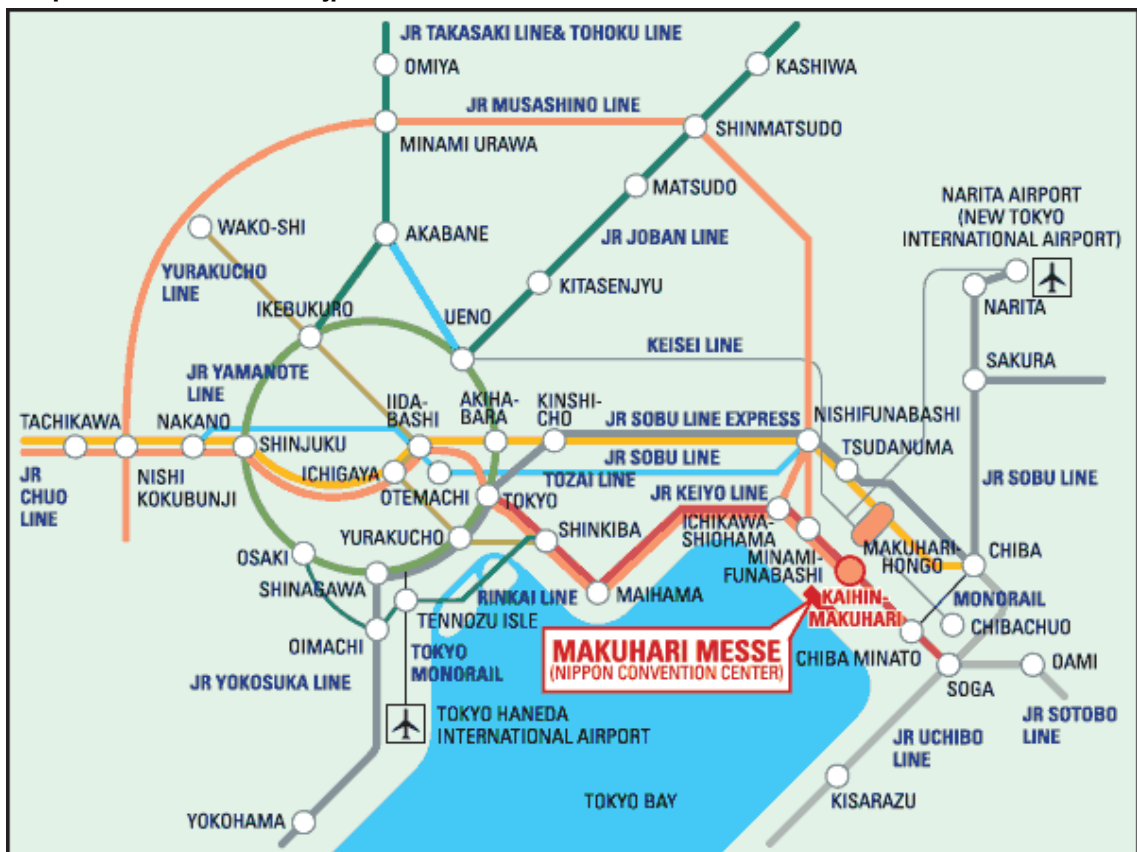 JR TAKASAKI LINE& TOHOKU LINE
OMIYA
KASHIWA
JR MUSASHINO LINE
MINAMI URAWA
SHINMATSUDO
MATSUDO
NARITA AIRPORT
(NEW TOKYO
INTERNATIONAL AIRPORT)
WAKO-SHI
AKABANE
JR JOBAN LINE
YURAKUCHO
LINE
KITASENJYU
NARITA
IKEBUKURO
UENO
KEISEI LINE
SAKURA
JR YAMANOTE
LINE
IIDA-
BASHI
AKIHA-
BARA
KINSHI-
CHO
TACHIKAWA
NAKANO
JR SOBU LINE EXPRESS
NISHIFUNABASHI
SHINJUKU
TSUDANUMA
JR
CHUO
LINE
NISHI
KOKUBUNJI
ICHIGAYA
OTEMACHI
JR SOBU LINE
TOZAI LINE
JR SOBU LINE
TOKYO
JR KEIYO LINE
YURAKUCHO
SHINKIBA
ICHIKAWA-
SHIOHAMA
OSAKI
MINAMI-
FUNABASHI
MAKUHARI-
HONGO
CHIBA
SHINAGAWA
RINKAI LINE
MAIHAMA
KAIHIN-
MAKUHARI
MONORAIL
TENNOZU ISLE
CHIBACHUO
OIMACHI
TOKYO
MONORAIL
MAKUHARI MESSE
(NIPPON CONVENTION CENTER)
CHIBA MINATO
OAMI
JR YOKOSUKA LINE
SOGA
TOKYO HANEDA
INTERNATIONAL AIRPORT
JR SOTOBO
LINE
JR UCHIBO
LINE
TOKYO BAY
KISARAZU
YOKOHAMA